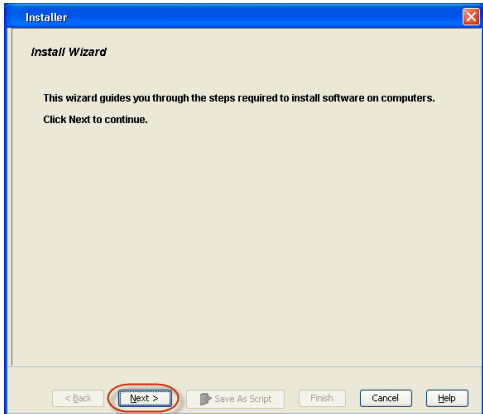 Installer
Install Wizard
This wizard guides you through the steps required to install software on computers.
Click Next to continue.
< Back Next > Save As Script Finish Cancel Help